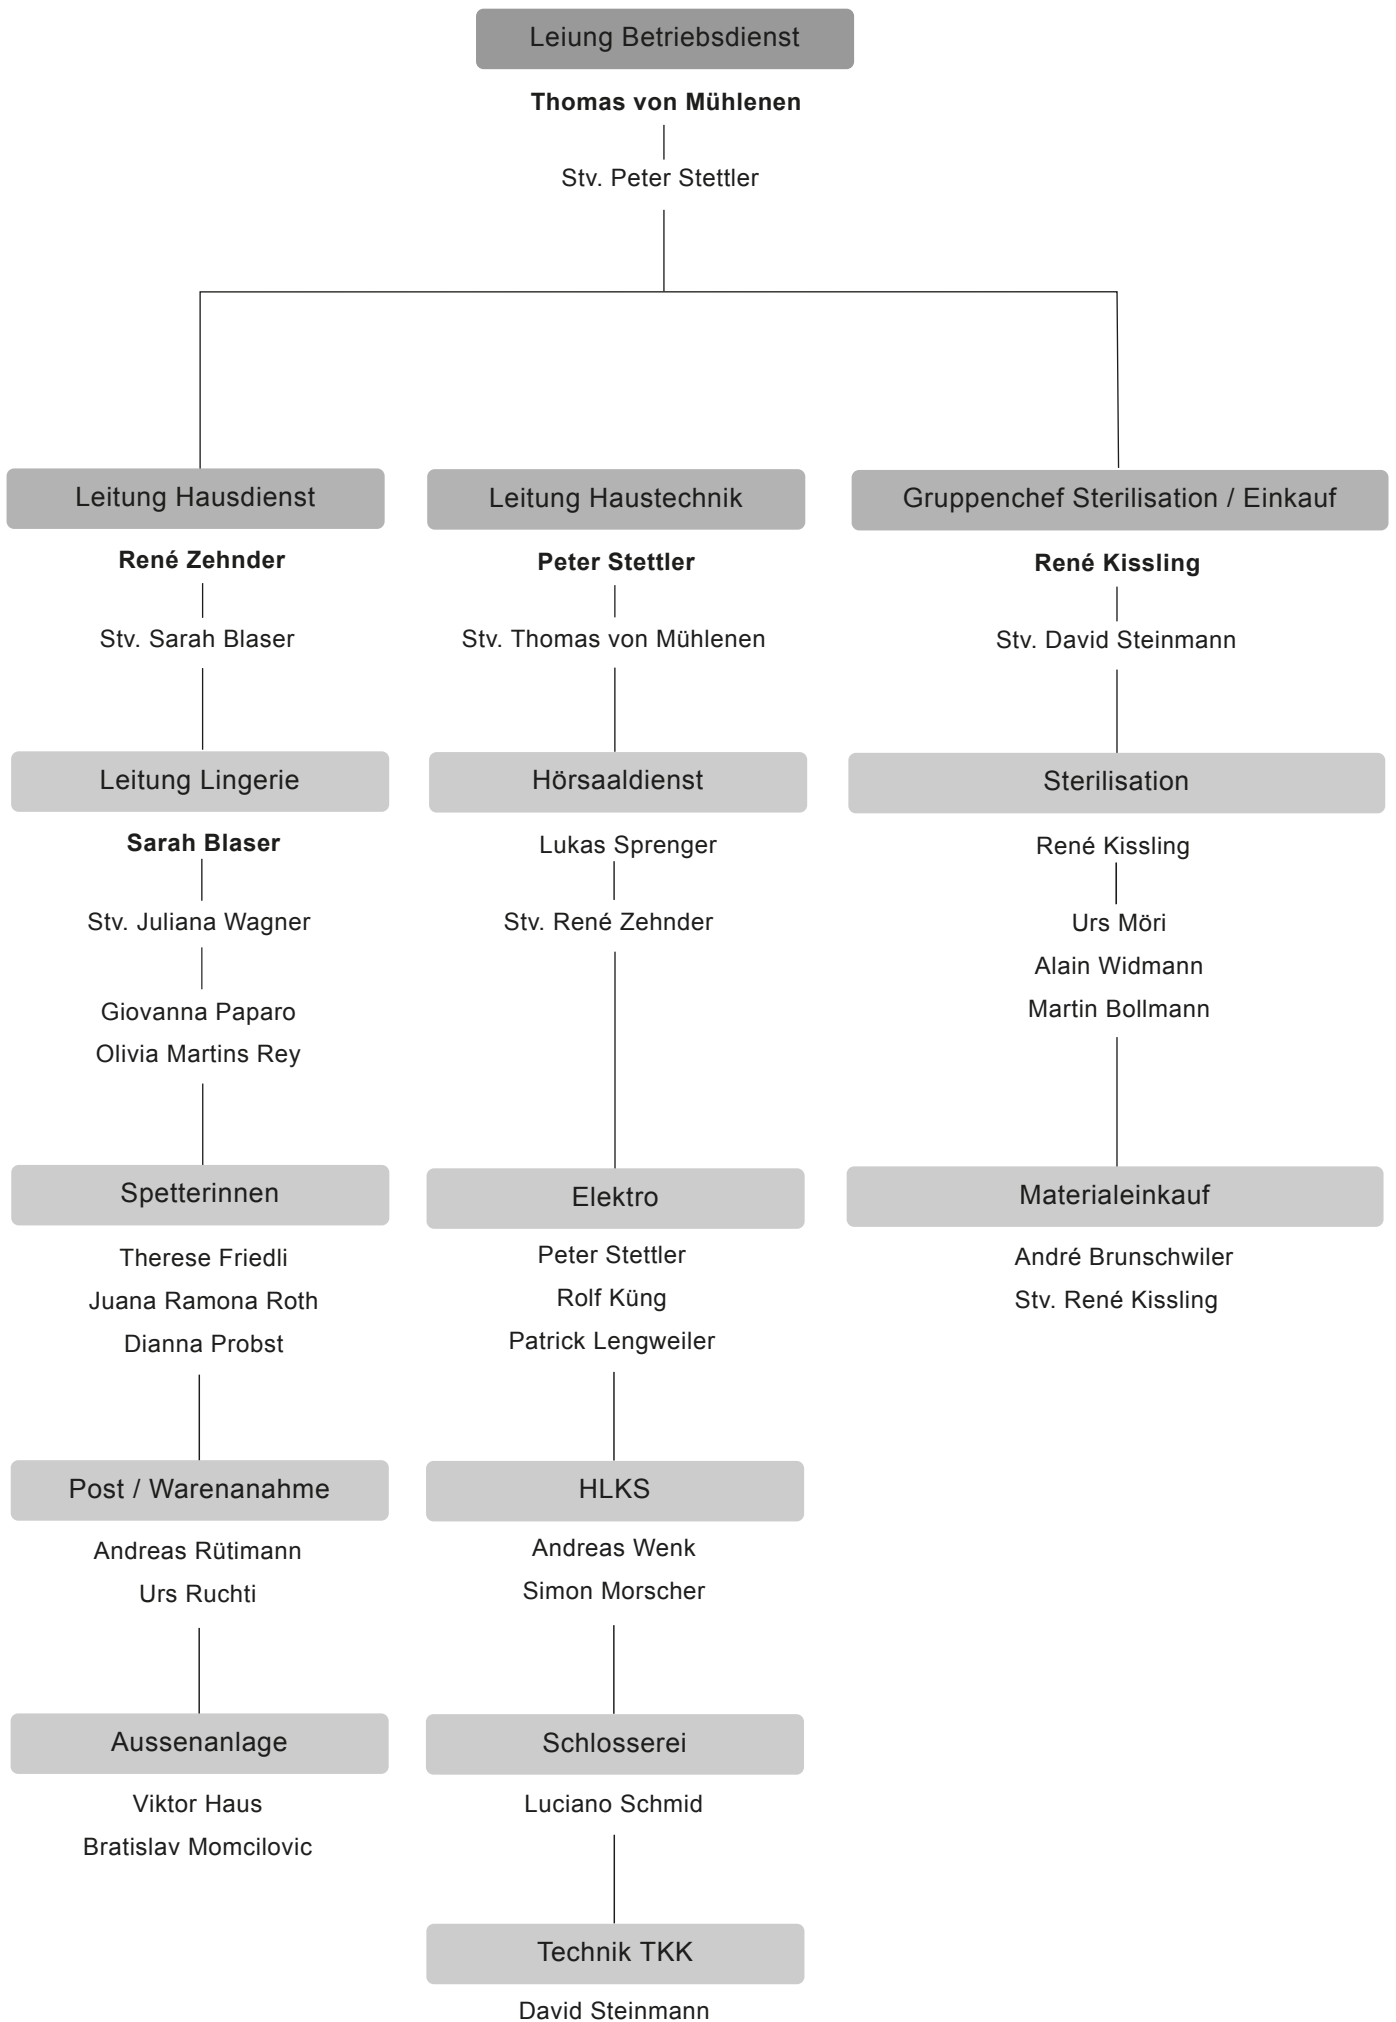 Leiung Betriebsdienst
Thomas von Mühlenen
Stv. Peter Stettler
Leitung Hausdienst
René Zehnder
Stv. Sarah Blaser
Leitung Lingerie
Sarah Blaser
Stv. Juliana Wagner
Giovanna Paparo
Olivia Martins Rey
Spetterinnen
Therese Friedli
Juana Ramona Roth
Dianna Probst
Post / Warenanahme
Andreas Rütimann
Urs Ruchti
Aussenanlage
Viktor Haus
Bratislav Momcilovic
Leitung Haustechnik
Peter Stettler
Stv. Thomas von Mühlenen
Hörsaaldienst
Lukas Sprenger
Stv. René Zehnder
Elektro
Peter Stettler
Rolf Küng
Patrick Lengweiler
HLKS
Andreas Wenk
Simon Morscher
Schlosserei
Luciano Schmid
Technik TKK
David Steinmann
Gruppenchef Sterilisation / Einkauf
René Kissling
Stv. David Steinmann
Sterilisation
René Kissling
Urs Möri
Alain Widmann
Martin Bollmann
Materialeinkauf
André Brunschwiler
Stv. René Kissling